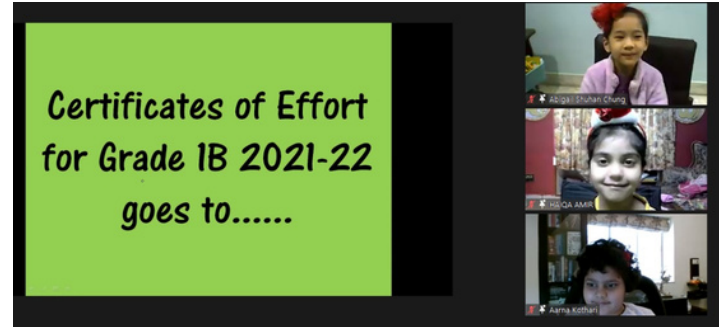 Certificates of Effort
for Grade 1B 2021-22
goes to......
Abigail Shuhan Chung
HAIQA AMIR
Aarna Kothari